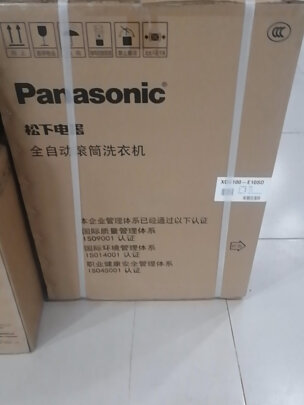 Panasonic
松下电器
全自动滚筒洗衣机
本企业管理体系已经通过以下认证
国际质量管理体系
ISO9001 认证
国际环境管理体系
ISO14001 认证
职业健康安全管理体系
ISO45001 认证